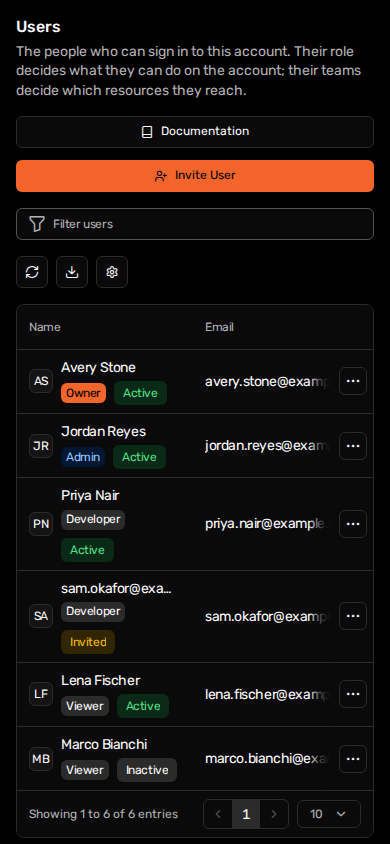 Users
The people who can sign in to this account. Their role
decides what they can do on the account; their teams
decide which resources they reach.
Documentation
Invite User
Filter users
Name Email
AS Avery Stone avery.stone@examp
Owner Active
JR Jordan Reyes jordan.reyes@exam
Admin Active
PN Priya Nair priya.nair@example.
Developer
Active
SA sam.okafor@exa... sam.okafor@examp
Developer
Invited
LF Lena Fischer lena.fischer@examp
Viewer Active
MB Marco Bianchi marco.bianchi@exa
Viewer Inactive
Showing 1 to 6 of 6 entries 1 10